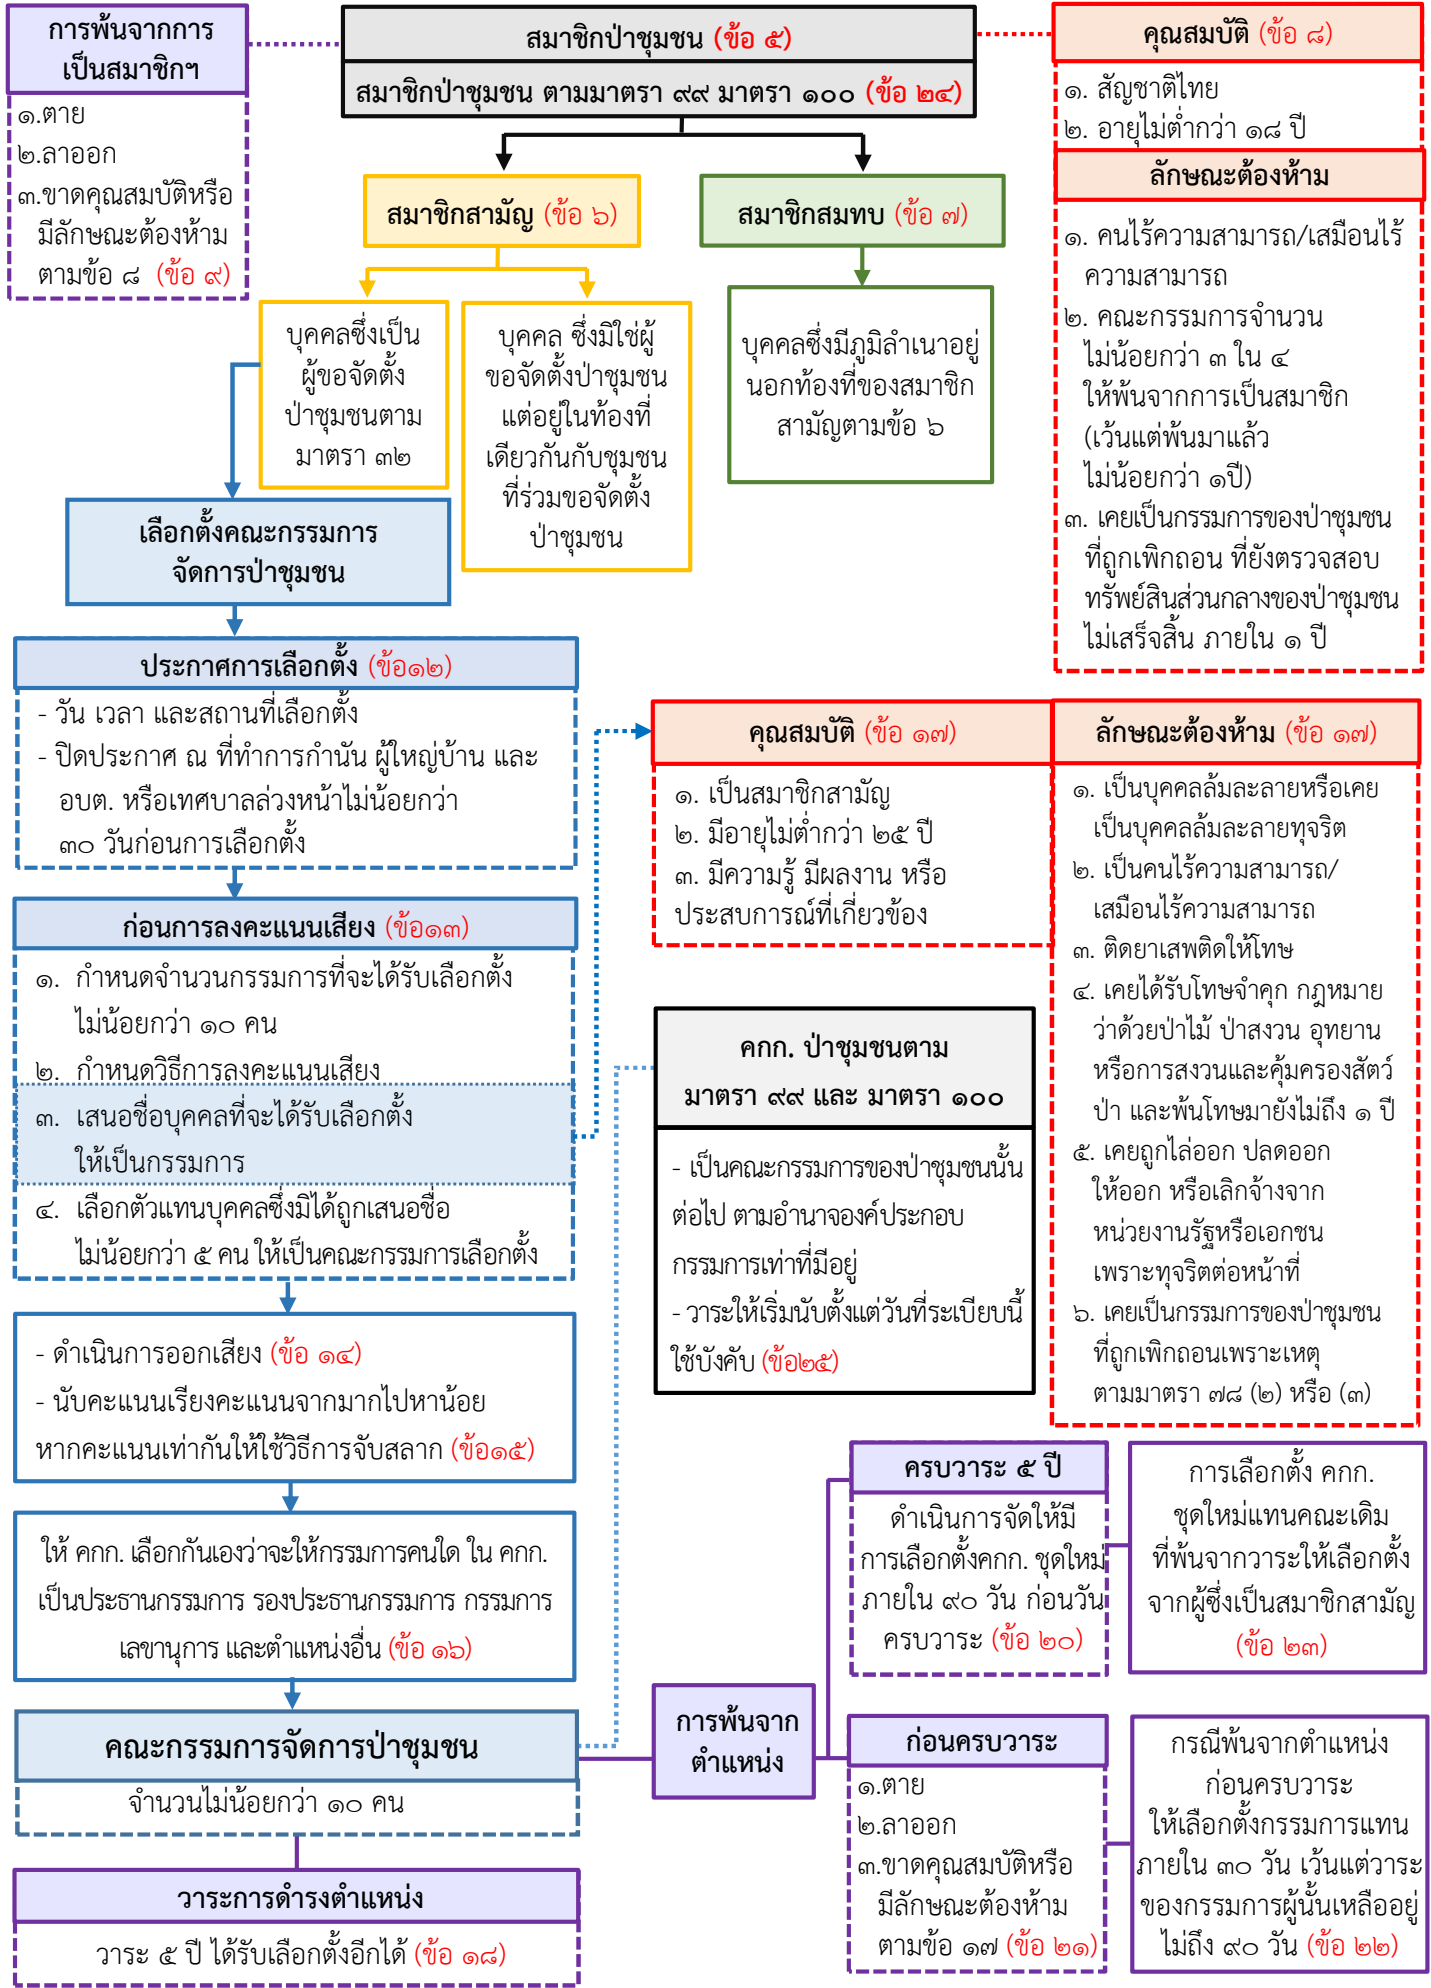 การพ้นจากการ
เป็นสมาชิกฯ
๑.ตาย
๒.ลาออก
๓.ขาดคุณสมบัติหรือ
มีลักษณะต้องห้าม
ตามข้อ ๘ (ข้อ ๙)
สมาชิกป่าชุมชน (ข้อ ๕)
สมาชิกป่าชุมชน ตามมาตรา ๙๙ มาตรา ๑๐๐ (ข้อ ๒๔)
คุณสมบัติ (ข้อ ๘)
๑. สัญชาติไทย
๒. อายุไม่ต่ำกว่า ๑๘ ปี
ลักษณะต้องห้าม
๑. คนไร้ความสามารถ/เสมือนไร้
ความสามารถ
๒. คณะกรรมการจำนวน
ไม่น้อยกว่า ๓ ใน ๔
ให้พ้นจากการเป็นสมาชิก
(เว้นแต่พ้นมาแล้ว
ไม่น้อยกว่า ๑ปี)
๓. เคยเป็นกรรมการของป่าชุมชน
ที่ถูกเพิกถอน ที่ยังตรวจสอบ
ทรัพย์สินส่วนกลางของป่าชุมชน
ไม่เสร็จสิ้น ภายใน ๑ ปี
สมาชิกสามัญ (ข้อ ๖)
สมาชิกสมทบ (ข้อ ๗)
บุคคลซึ่งเป็น
ผู้ขอจัดตั้ง
ป่าชุมชนตาม
มาตรา ๓๒
บุคคล ซึ่งมิใช่ผู้
ขอจัดตั้งป่าชุมชน
แต่อยู่ในท้องที่
เดียวกันกับชุมชน
ที่ร่วมขอจัดตั้ง
ป่าชุมชน
บุคคลซึ่งมีภูมิลำเนาอยู่
นอกท้องที่ของสมาชิก
สามัญตามข้อ ๖
เลือกตั้งคณะกรรมการ
จัดการป่าชุมชน
ประกาศการเลือกตั้ง (ข้อ๑๒)
- วัน เวลา และสถานที่เลือกตั้ง
- ปิดประกาศ ณ ที่ทำการกำนัน ผู้ใหญ่บ้าน และ
อบต. หรือเทศบาลล่วงหน้าไม่น้อยกว่า
๓๐ วันก่อนการเลือกตั้ง
ก่อนการลงคะแนนเสียง (ข้อ๑๓)
๑. กำหนดจำนวนกรรมการที่จะได้รับเลือกตั้ง
ไม่น้อยกว่า ๑๐ คน
๒. กำหนดวิธีการลงคะแนนเสียง
๓. เสนอชื่อบุคคลที่จะได้รับเลือกตั้ง
ให้เป็นกรรมการ
๔. เลือกตัวแทนบุคคลซึ่งมิได้ถูกเสนอชื่อ
ไม่น้อยกว่า ๕ คน ให้เป็นคณะกรรมการเลือกตั้ง
คุณสมบัติ (ข้อ ๑๗)
๑. เป็นสมาชิกสามัญ
๒. มีอายุไม่ต่ำกว่า ๒๕ ปี
๓. มีความรู้ มีผลงาน หรือ
ประสบการณ์ที่เกี่ยวข้อง
ลักษณะต้องห้าม (ข้อ ๑๗)
๑. เป็นบุคคลล้มละลายหรือเคย
เป็นบุคคลล้มละลายทุจริต
๒. เป็นคนไร้ความสามารถ/
เสมือนไร้ความสามารถ
๓. ติดยาเสพติดให้โทษ
๔. เคยได้รับโทษจำคุก กฎหมาย
ว่าด้วยป่าไม้ ป่าสงวน อุทยาน
หรือการสงวนและคุ้มครองสัตว์
ป่า และพ้นโทษมายังไม่ถึง ๑ ปี
๕. เคยถูกไล่ออก ปลดออก
ให้ออก หรือเลิกจ้างจาก
หน่วยงานรัฐหรือเอกชน
เพราะทุจริตต่อหน้าที่
๖. เคยเป็นกรรมการของป่าชุมชน
ที่ถูกเพิกถอนเพราะเหตุ
ตามมาตรา ๗๘ (๒) หรือ (๓)
คกก. ป่าชุมชนตาม
มาตรา ๙๙ และ มาตรา ๑๐๐
- เป็นคณะกรรมการของป่าชุมชนนั้น
ต่อไป ตามอำนาจองค์ประกอบ
กรรมการเท่าที่มีอยู่
- วาระให้เริ่มนับตั้งแต่วันที่ระเบียบนี้
ใช้บังคับ (ข้อ๒๕)
- ดำเนินการออกเสียง (ข้อ ๑๔)
- นับคะแนนเรียงคะแนนจากมากไปหาน้อย
หากคะแนนเท่ากันให้ใช้วิธีการจับสลาก (ข้อ๑๕)
ให้ คกก. เลือกกันเองว่าจะให้กรรมการคนใด ใน คกก.
เป็นประธานกรรมการ รองประธานกรรมการ กรรมการ
เลขานุการ และตำแหน่งอื่น (ข้อ ๑๖)
คณะกรรมการจัดการป่าชุมชน
จำนวนไม่น้อยกว่า ๑๐ คน
วาระการดำรงตำแหน่ง
วาระ ๕ ปี ได้รับเลือกตั้งอีกได้ (ข้อ ๑๘)
การพ้นจาก
ตำแหน่ง
ครบวาระ ๕ ปี
ดำเนินการจัดให้มี
การเลือกตั้งคกก. ชุดใหม่
ภายใน ๙๐ วัน ก่อนวัน
ครบวาระ (ข้อ ๒๐)
การเลือกตั้ง คกก.
ชุดใหม่แทนคณะเดิม
ที่พ้นจากวาระให้เลือกตั้ง
จากผู้ซึ่งเป็นสมาชิกสามัญ
(ข้อ ๒๓)
ก่อนครบวาระ
๑.ตาย
๒.ลาออก
๓.ขาดคุณสมบัติหรือ
มีลักษณะต้องห้าม
ตามข้อ ๑๗ (ข้อ ๒๑)
กรณีพ้นจากตำแหน่ง
ก่อนครบวาระ
ให้เลือกตั้งกรรมการแทน
ภายใน ๓๐ วัน เว้นแต่วาระ
ของกรรมการผู้นั้นเหลืออยู่
ไม่ถึง ๙๐ วัน (ข้อ ๒๒)